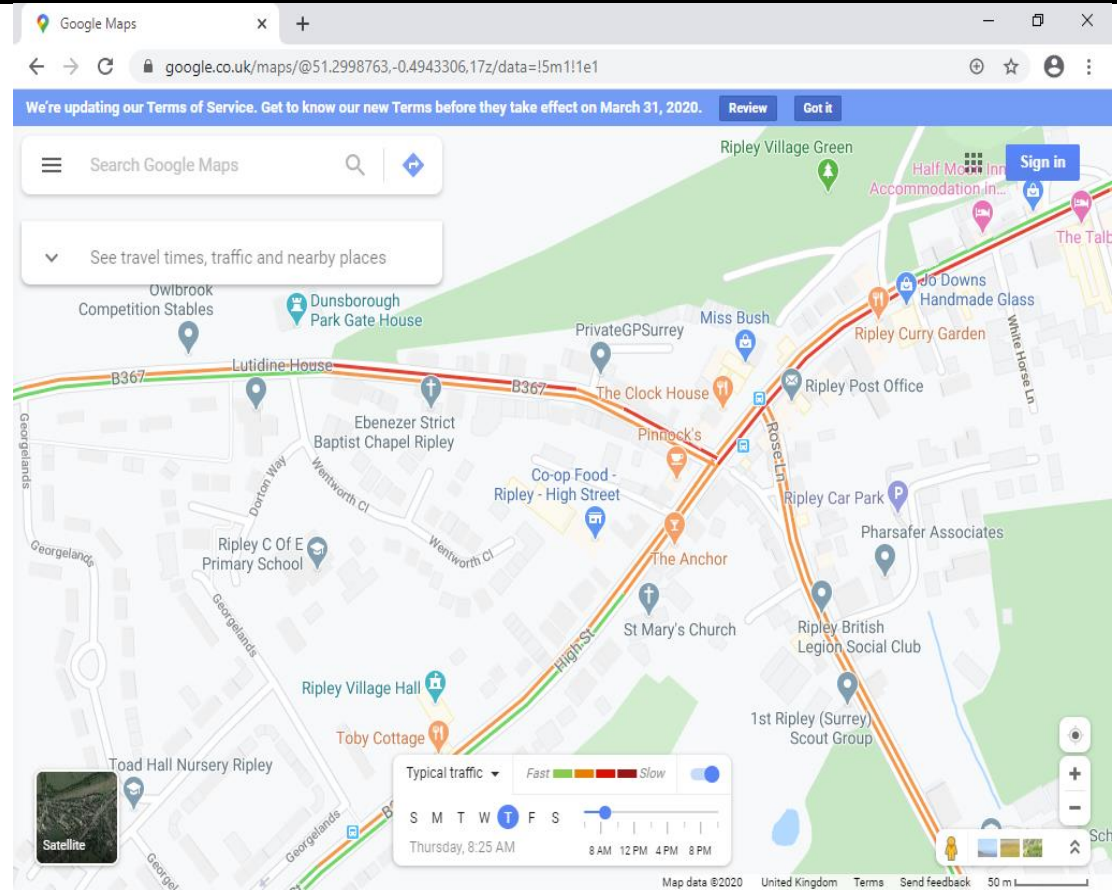 Google Maps
google.co.uk/maps/@51.2998763,-0.4943306,17z/data=!5m1!1e1
We're updating our Terms of Service. Get to know our new Terms before they take effect on March 31, 2020. Review Got it
Search Google Maps
Sign in
See travel times, traffic and nearby places
Ripley Village Green
Half Moon Inn
Accommodation in...
The Talb
Owlbrook
Competition Stables
Dunsborough
Park Gate House
Jo Downs
Handmade Glass
Miss Bush
PrivateGPSurrey
Ripley Curry Garden
White Horse Ln
Lutidine House
B367
B367
The Clock House
Ripley Post Office
Ebenezer Strict
Baptist Chapel Ripley
Pinnock's
Rose Ln
Georgelands
Dorton Way
Wentworth Cl
Co-op Food -
Ripley - High Street
Ripley Car Park
P
Pharsafer Associates
Georgelands
Ripley C Of E
Primary School
Wentworth Cl
The Anchor
Georgelands
St Mary's Church
Ripley British
Legion Social Club
High St
Ripley Village Hall
1st Ripley (Surrey)
Scout Group
Toby Cottage
Toad Hall Nursery Ripley
Georgelands
Sch
Satellite
Typical traffic Fast Slow
S M T W T F S
Thursday, 8:25 AM
8 AM 12 PM 4 PM 8 PM
Map data ©2020 United Kingdom Terms Send feedback 50 m